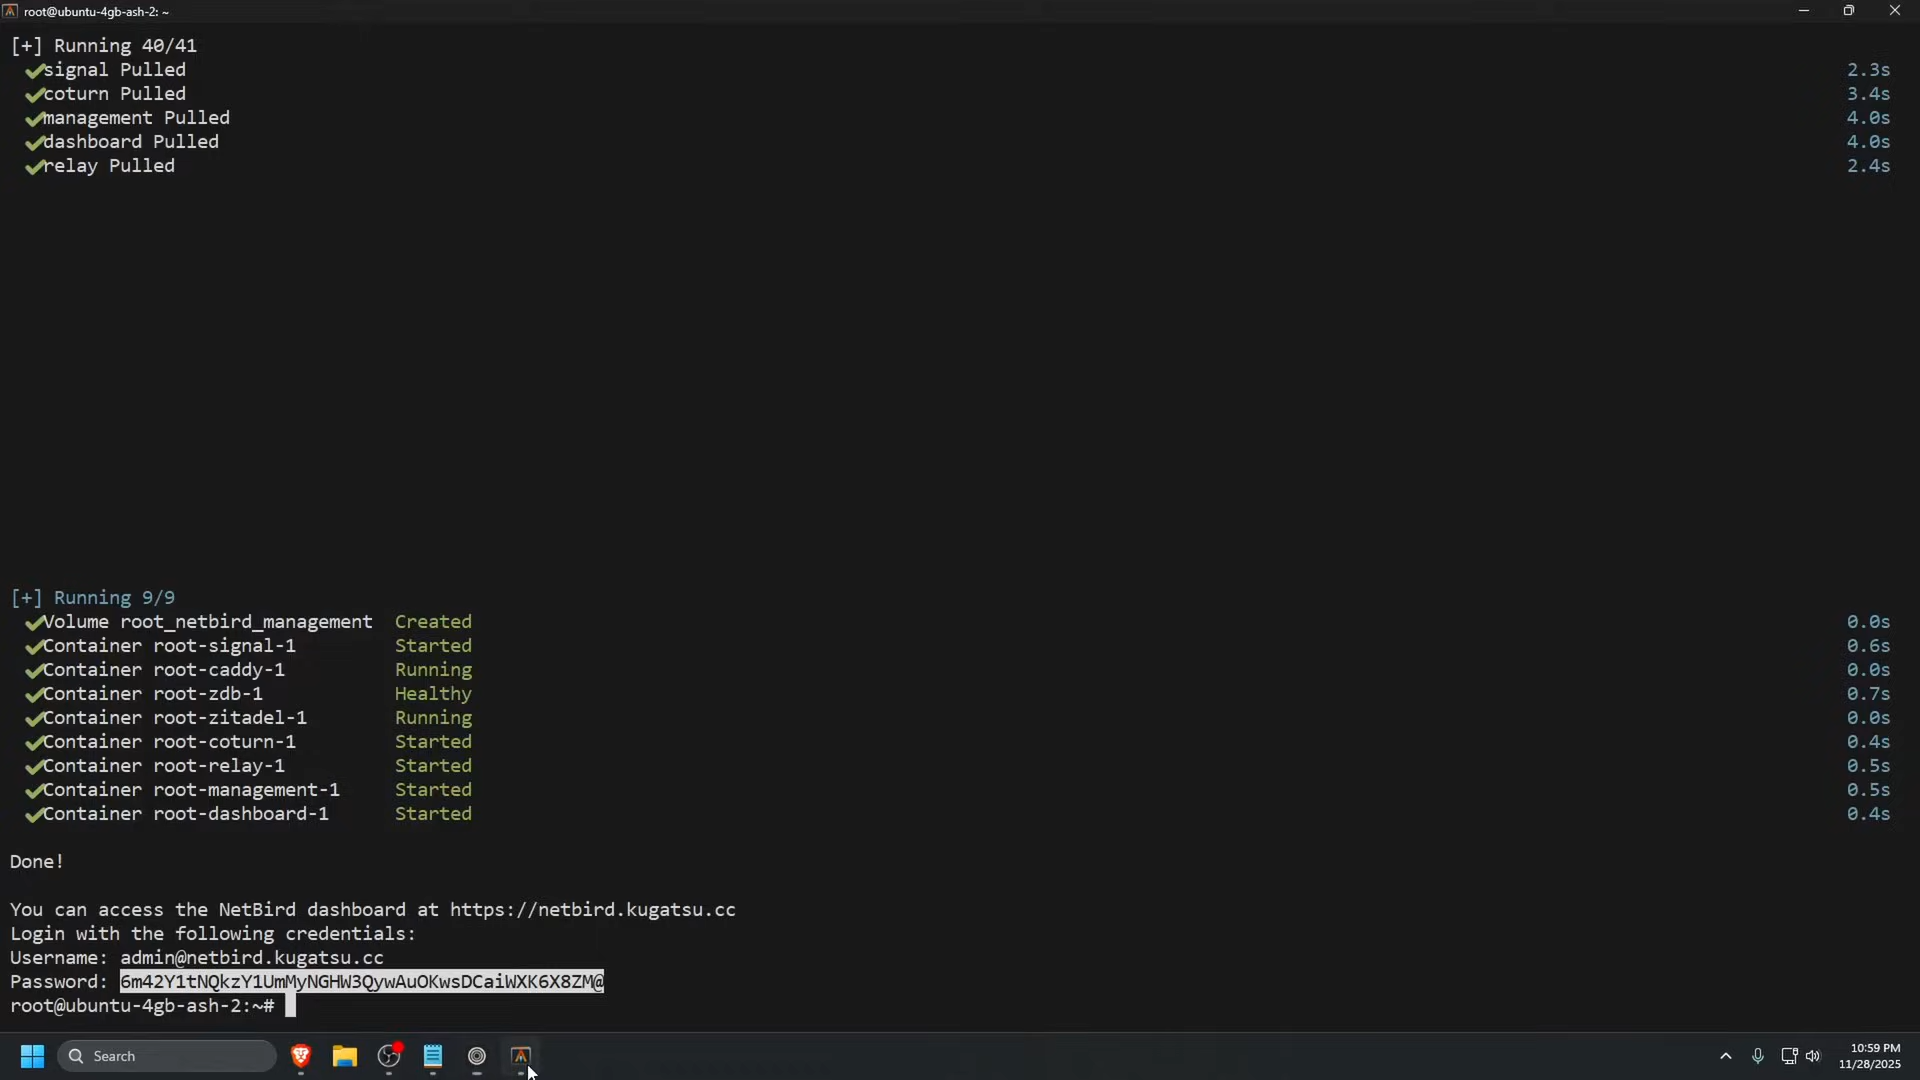 root@ubuntu-4gb-ash-2: ~
[+] Running 40/41
signal Pulled 2.3s
coturn Pulled 3.4s
management Pulled 4.0s
dashboard Pulled 4.0s
relay Pulled 2.4s
[+] Running 9/9
Volume root_netbird_management Created 0.0s
Container root-signal-1 Started 0.6s
Container root-caddy-1 Running 0.0s
Container root-zdb-1 Healthy 0.7s
Container root-zitadel-1 Running 0.0s
Container root-coturn-1 Started 0.4s
Container root-relay-1 Started 0.5s
Container root-management-1 Started 0.5s
Container root-dashboard-1 Started 0.4s
Done!
You can access the NetBird dashboard at https://netbird.kugatsu.cc
Login with the following credentials:
Username: admin@netbird.kugatsu.cc
Password: 6m42Y1tNQkzY1UmMyNGHW3QywAuOKwsDCaiWXK6X8ZM@
root@ubuntu-4gb-ash-2:~#
Search
10:59 PM
11/28/2025